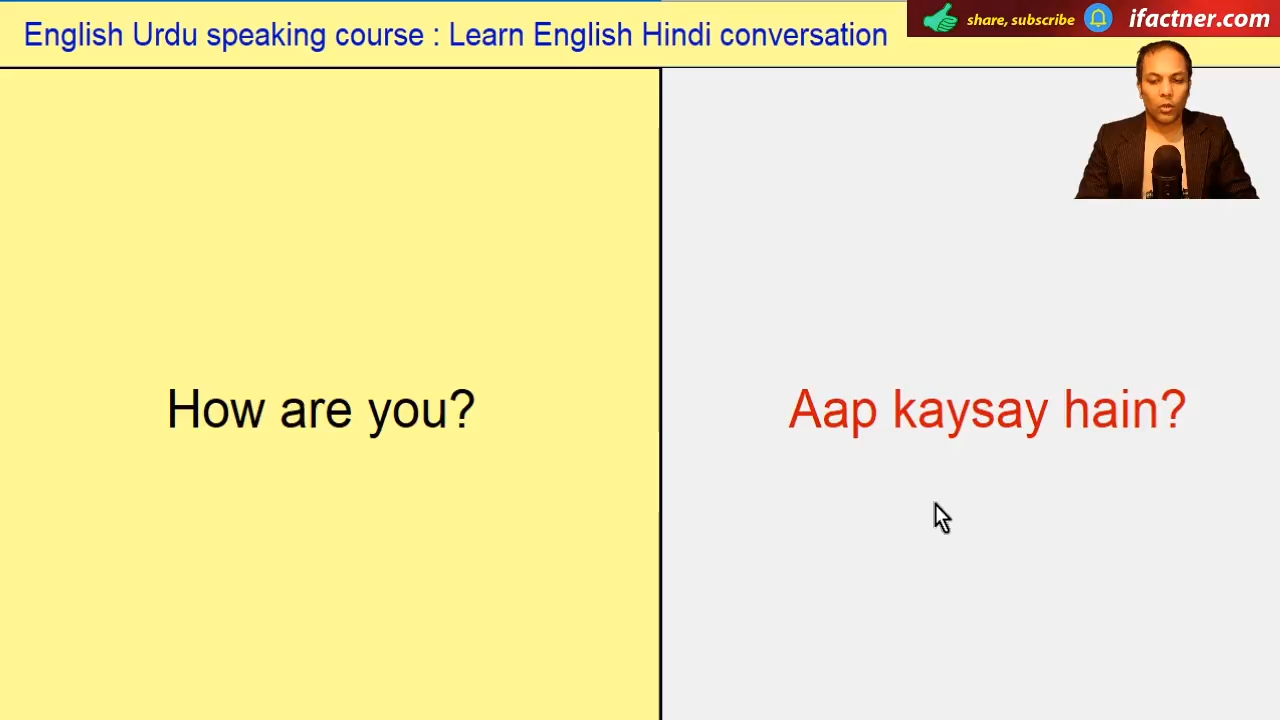 English Urdu speaking course : Learn English Hindi conversation
share, subscribe
ifactner.com
How are you?
Aap kaysay hain?